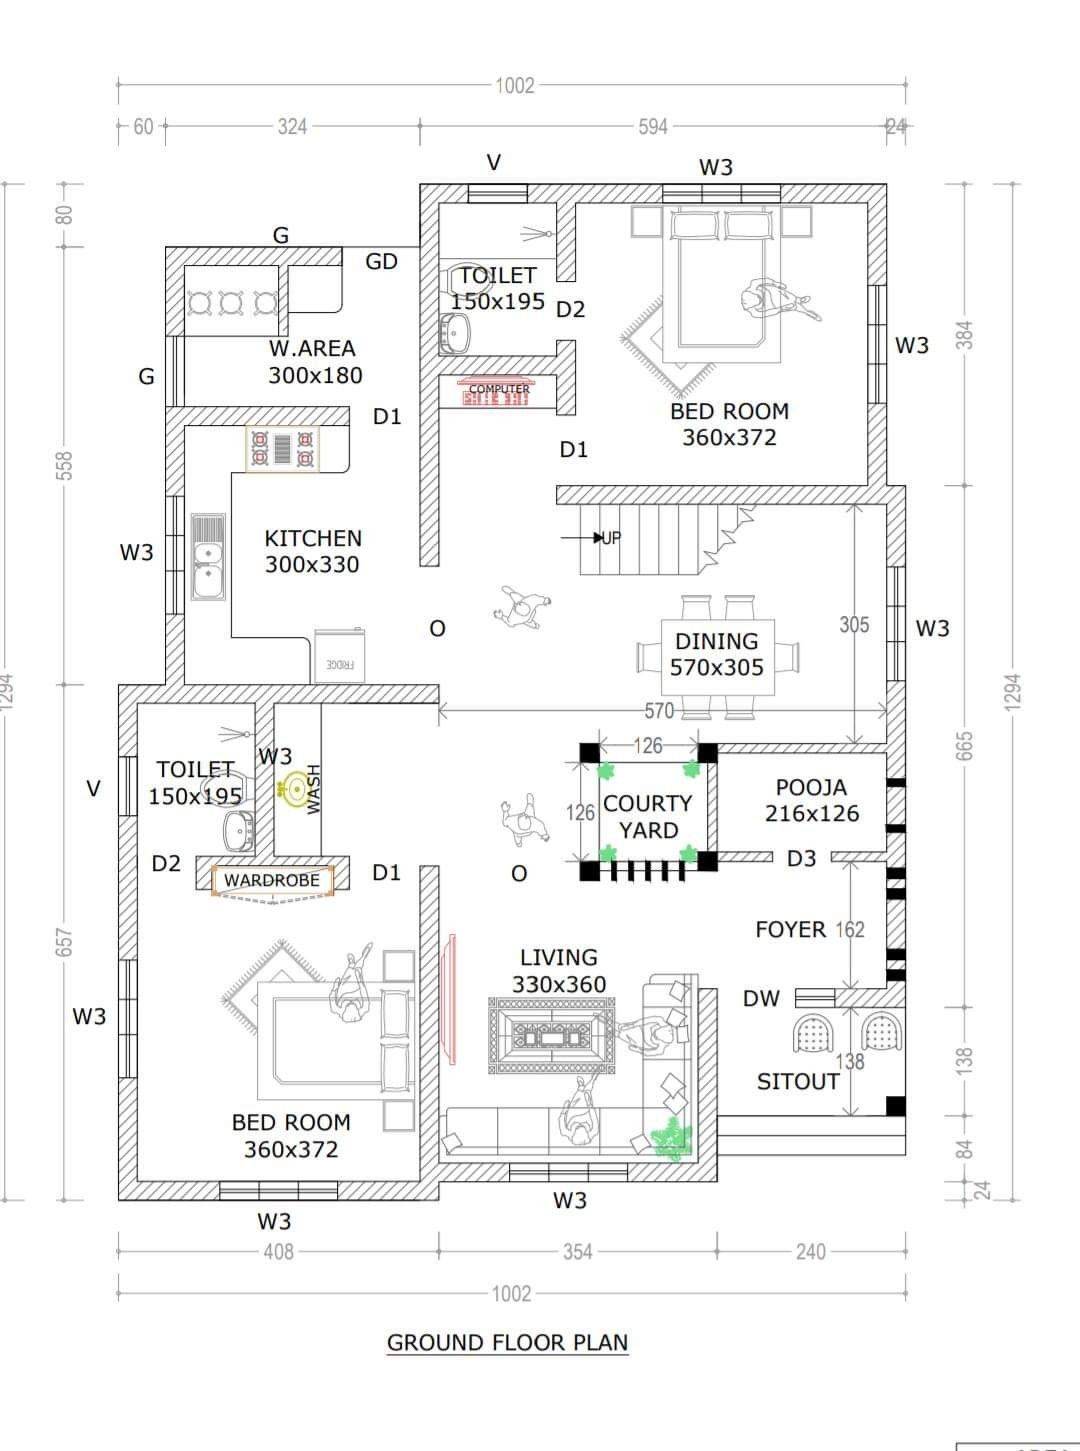 1002
60
324
594
24
V
W3
80
G
GD
TOILET
150x195
D2
384
W3
G
W.AREA
300x180
COMPUTER
BED ROOM
360x372
D1
D1
558
W3
KITCHEN
300x330
UP
O
305
W3
DINING
570x305
FRIDGE
1294
1294
570
126
665
V
TOILET
150x195
W3
WASH
126
COURTY
YARD
POOJA
216x126
D2
WARDROBE
D1
O
D3
657
FOYER
162
LIVING
330x360
DW
W3
138
SITOUT
138
BED ROOM
360x372
84
24
W3
W3
408
354
240
1002
GROUND FLOOR PLAN